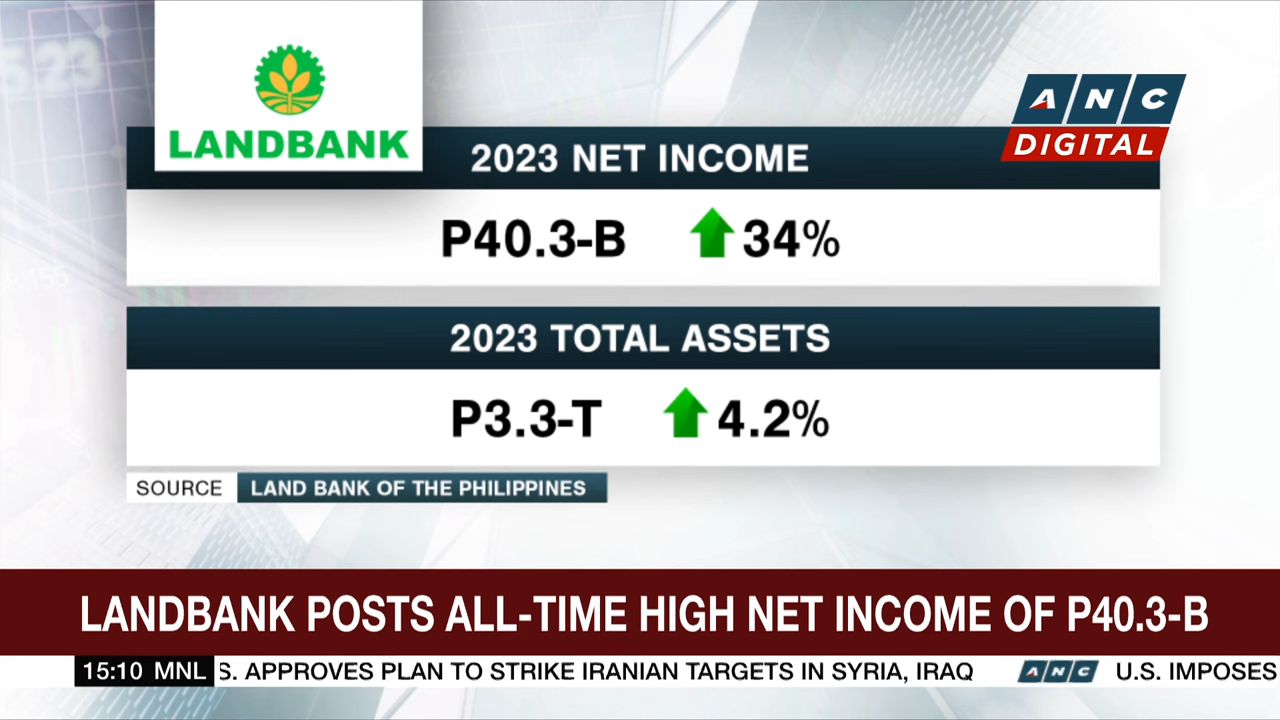 LANDBANK
ANC
DIGITAL
2023 NET INCOME
P40.3-B 34%
2023 TOTAL ASSETS
P3.3-T 4.2%
SOURCE LAND BANK OF THE PHILIPPINES
LANDBANK POSTS ALL-TIME HIGH NET INCOME OF P40.3-B
15:10 MNL S. APPROVES PLAN TO STRIKE IRANIAN TARGETS IN SYRIA, IRAQ ANC U.S. IMPOSES